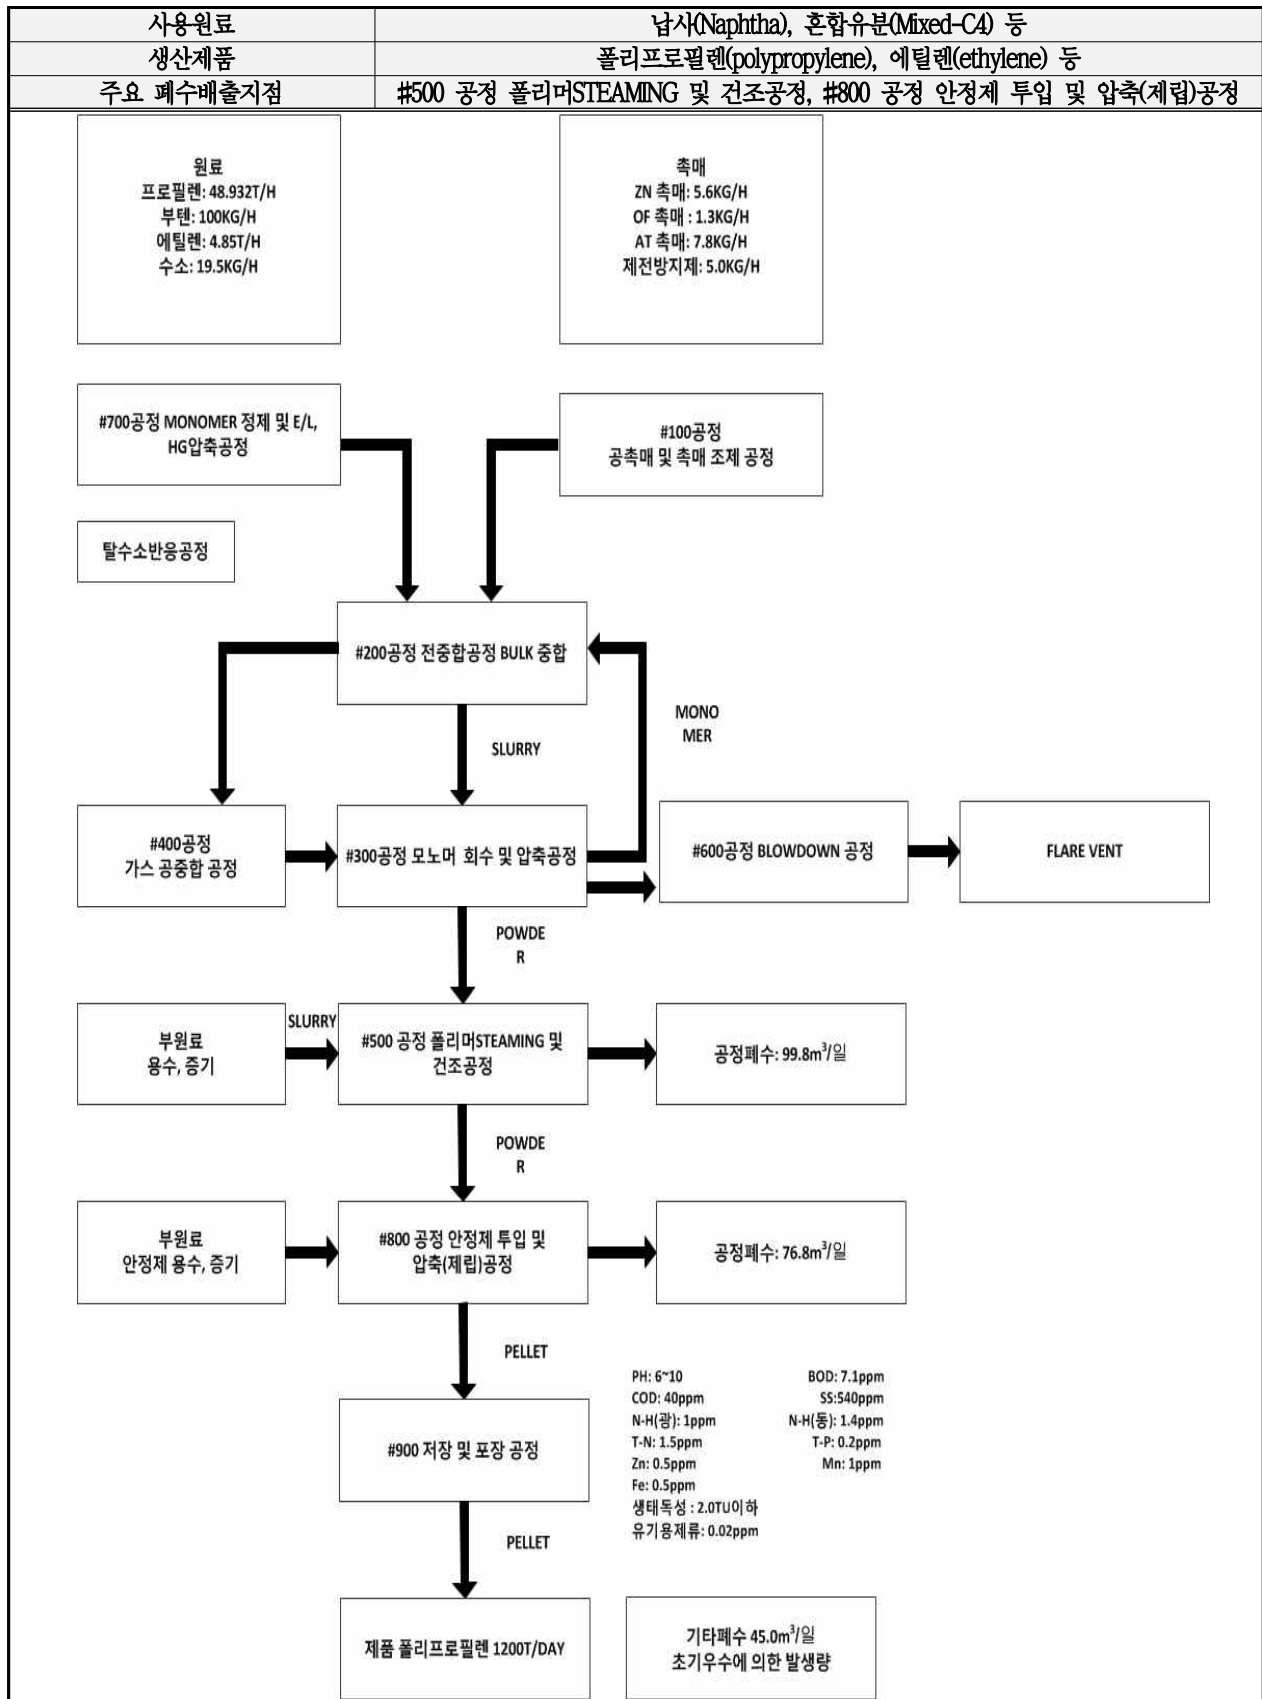 사용원료 납사(Naphtha), 혼합유분(Mixed-C4) 등
생산제품 폴리프로필렌(polypropylene), 에틸렌(ethylene) 등
주요 폐수배출지점 #500 공정 폴리머STEAMING 및 건조공정, #800 공정 안정제 투입 및 압축(제립)공정
원료
프로필렌: 48.932T/H
부텐: 100KG/H
에틸렌: 4.85T/H
수소: 19.5KG/H
촉매
ZN 촉매: 5.6KG/H
OF 촉매 : 1.3KG/H
AT 촉매: 7.8KG/H
제전방지제: 5.0KG/H
#700공정 MONOMER 정제 및 E/L,
HG압축공정
#100공정
공촉매 및 촉매 조제 공정
탈수소반응공정
#200공정 전중합공정 BULK 중합
MONO
MER
SLURRY
#400공정
가스 공중합 공정
#300공정 모노머 회수 및 압축공정
#600공정 BLOWDOWN 공정
FLARE VENT
POWDE
R
부원료
용수, 증기
SLURRY
#500 공정 폴리머STEAMING 및
건조공정
공정폐수: 99.8m³/일
POWDE
R
부원료
안정제 용수, 증기
#800 공정 안정제 투입 및
압축(제립)공정
공정폐수: 76.8m³/일
PELLET
PH: 6~10 BOD: 7.1ppm
COD: 40ppm SS:540ppm
N-H(광): 1ppm N-H(동): 1.4ppm
T-N: 1.5ppm T-P: 0.2ppm
Zn: 0.5ppm Mn: 1ppm
Fe: 0.5ppm
생태독성 : 2.0TU이하
유기용제류: 0.02ppm
#900 저장 및 포장 공정
PELLET
제품 폴리프로필렌 1200T/DAY
기타폐수 45.0m³/일
초기우수에 의한 발생량